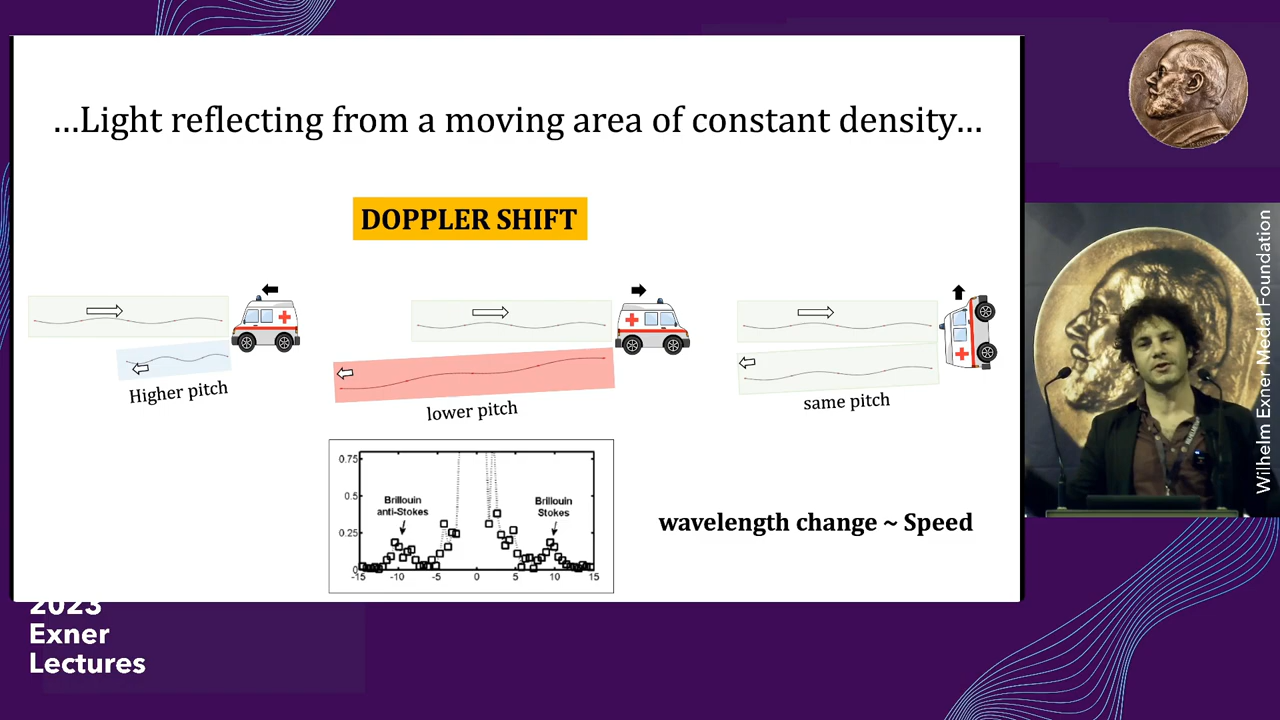 ...Light reflecting from a moving area of constant density...
DOPPLER SHIFT
Higher pitch
lower pitch
same pitch
0.75
0.5
0.25
0
Brillouin
anti-Stokes
Brillouin
Stokes
-15 -10 -5 0 5 10 15
wavelength change ~ Speed
Wilhelm Exner Medal Foundation
2023
Exner
Lectures